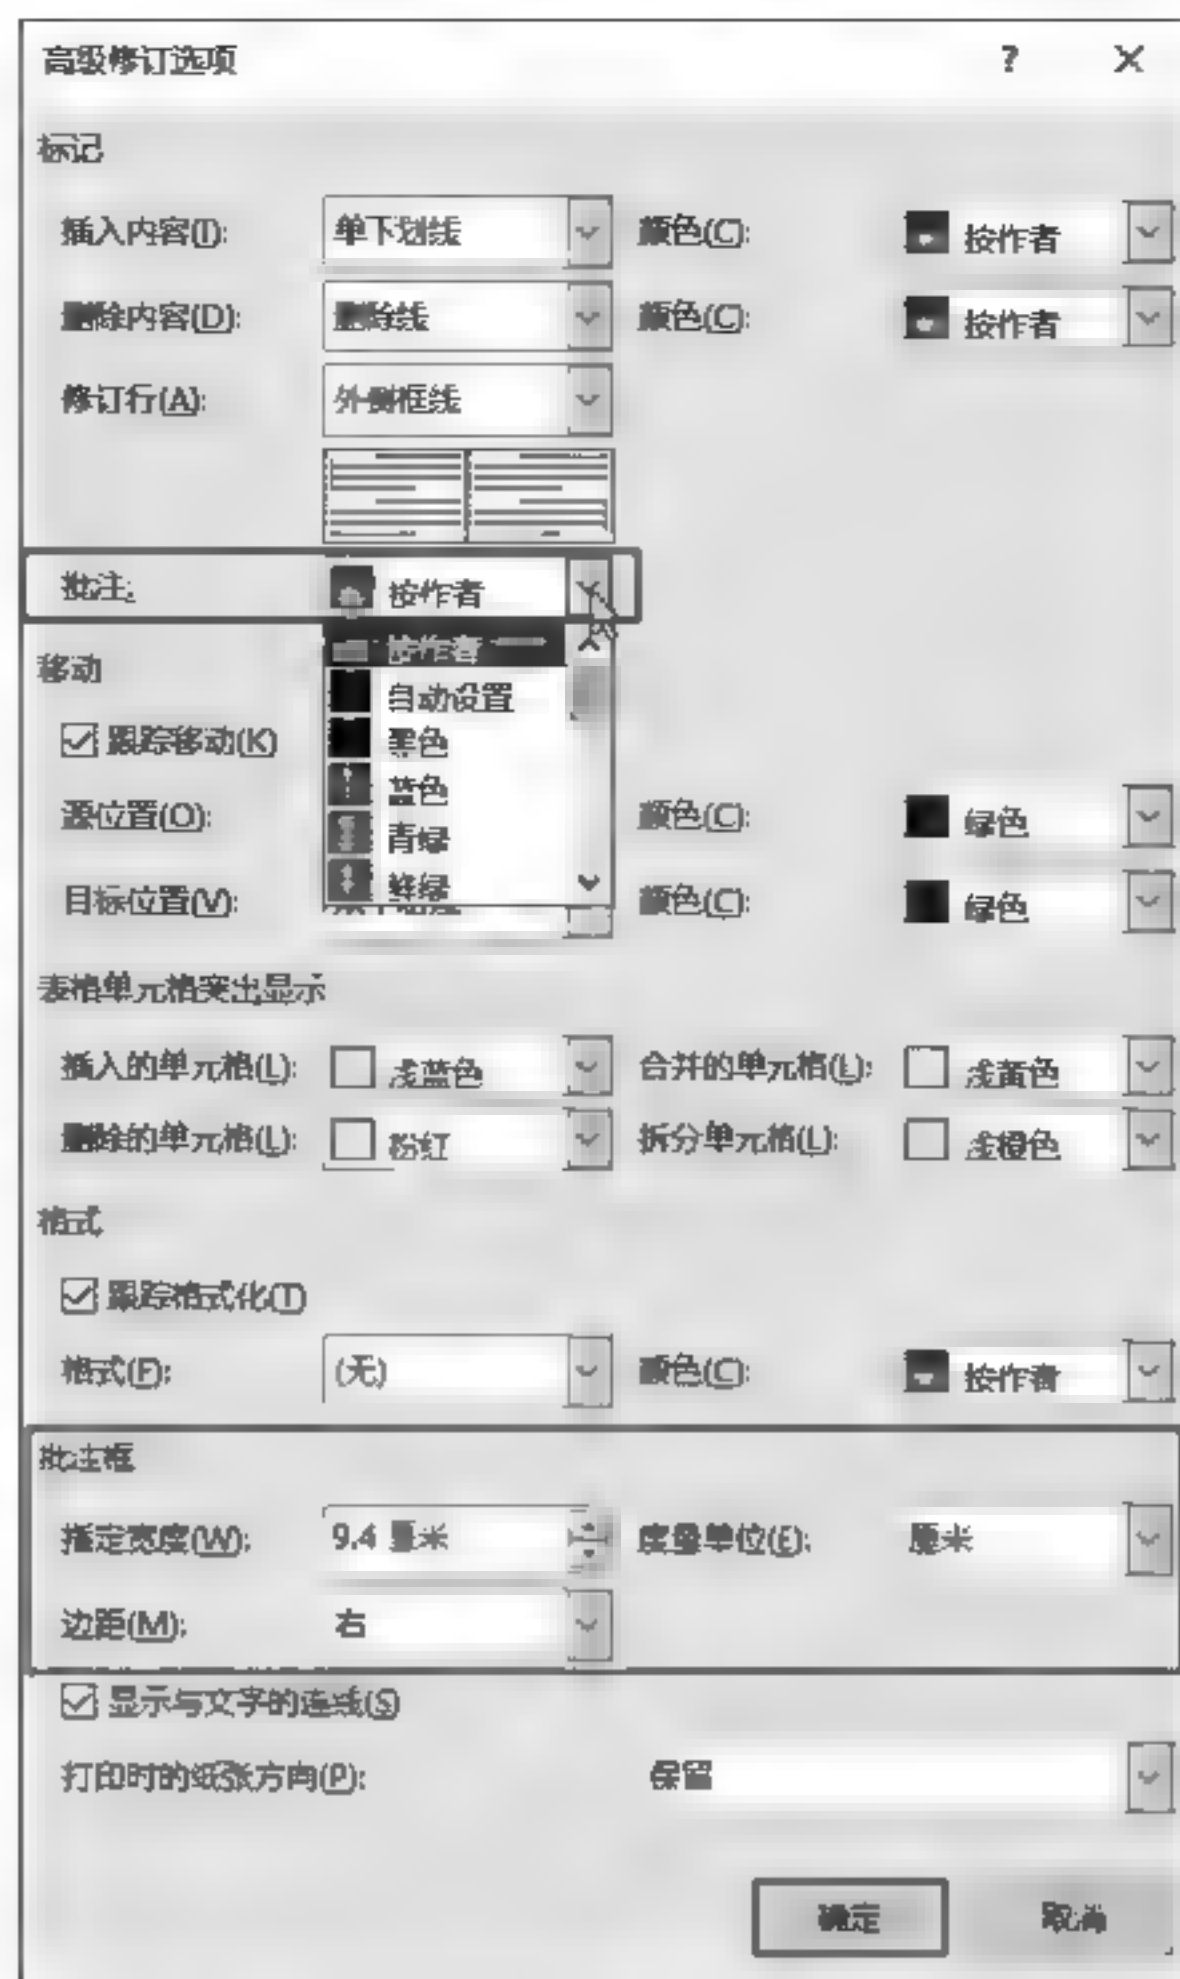 高级修订选项 ? ×
标记
插入内容(I): 单下划线 颜色(C): 按作者
删除内容(D): 删除线 颜色(C): 按作者
修订行(A): 外侧框线
批注: 按作者
按作者
移动
自动设置
跟踪移动(K)
黑色
蓝色
源位置(O): 颜色(C): 绿色
青绿
鲜绿
目标位置(V): 颜色(C): 绿色
表格单元格突出显示
插入的单元格(L): 浅蓝色 合并的单元格(L): 浅黄色
删除的单元格(L): 粉红 拆分单元格(L): 浅橙色
格式
跟踪格式化(T)
格式(F): (无) 颜色(C): 按作者
批注框
指定宽度(W): 9.4 厘米 度量单位(E): 厘米
边距(M): 右
显示与文字的连线(S)
打印时的纸张方向(P): 保留
确定 取消